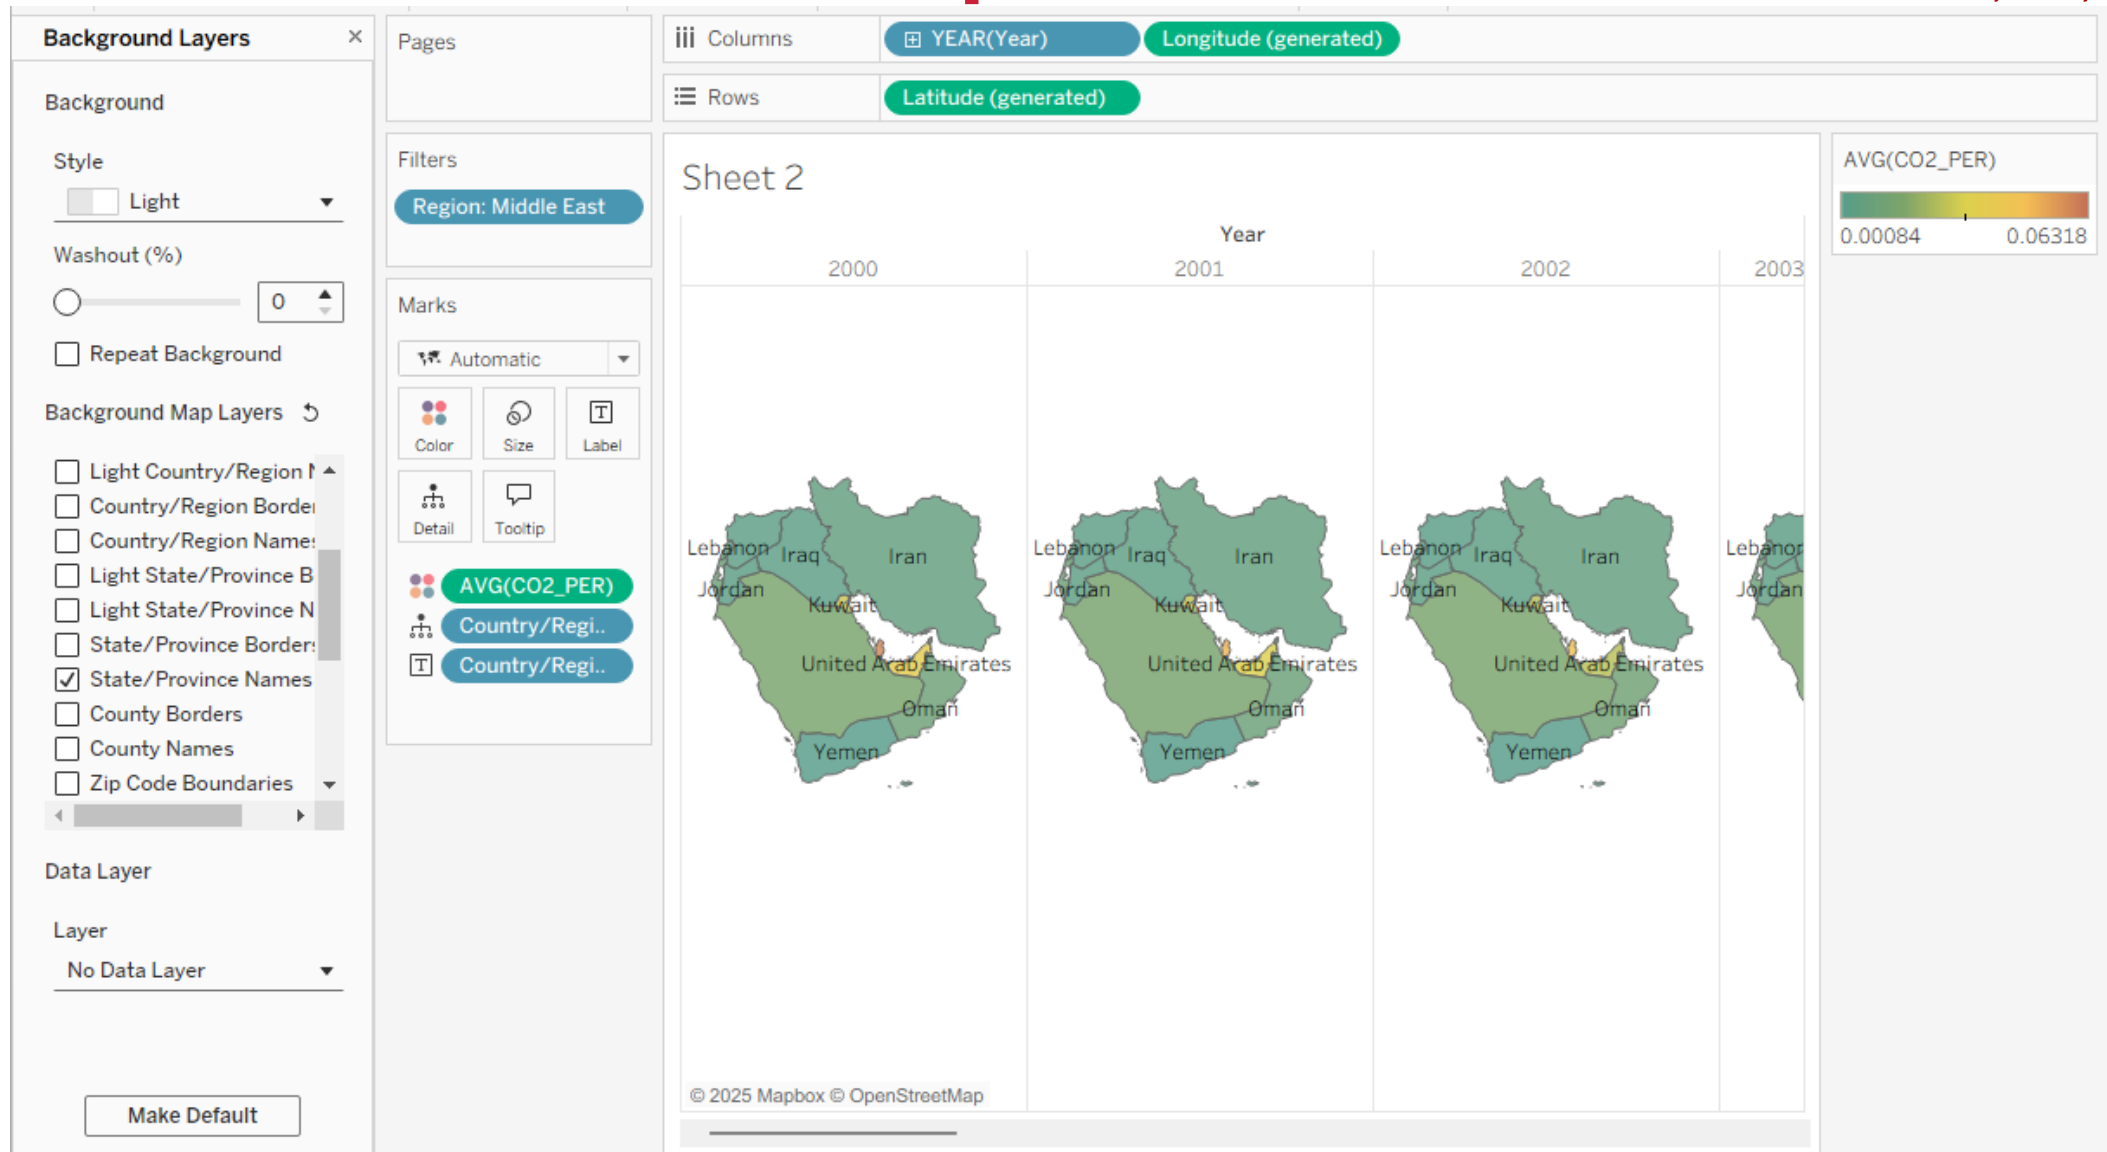 Background Layers
Background
Style
Light
Washout (%)
0
Repeat Background
Background Map Layers
Light Country/Region N
Country/Region Border
Country/Region Names
Light State/Province B
Light State/Province N
State/Province Borders
State/Province Names
County Borders
County Names
Zip Code Boundaries
Data Layer
Layer
No Data Layer
Make Default
Pages
Filters
Region: Middle East
Marks
Automatic
Color Size Label
Detail Tooltip
AVG(CO2_PER)
Country/Regi..
Country/Regi..
Columns YEAR(Year) Longitude (generated)
Rows Latitude (generated)
Sheet 2
Year
2000 2001 2002 2003
Lebanon Iraq Iran Lebanon Iraq Iran Lebanon Iraq Iran Lebanon
Jordan Jordan Jordan Jordan
Kuwait Kuwait Kuwait
United Arab Emirates United Arab Emirates United Arab Emirates
Oman Oman Oman
Yemen Yemen Yemen
© 2025 Mapbox © OpenStreetMap
AVG(CO2_PER)
0.00084 0.06318